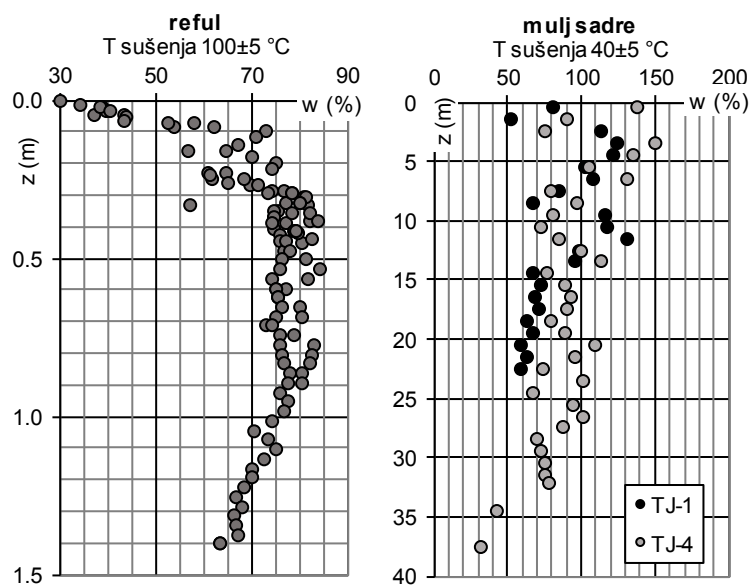 reful
T sušenja 100±5 °C
30 50 70 90
w (%)
z (m)
0.0
0.5
1.0
1.5
mulj sadre
T sušenja 40±5 °C
0 50 100 150 200
w (%)
z (m)
0
5
10
15
20
25
30
35
40
TJ-1
TJ-4